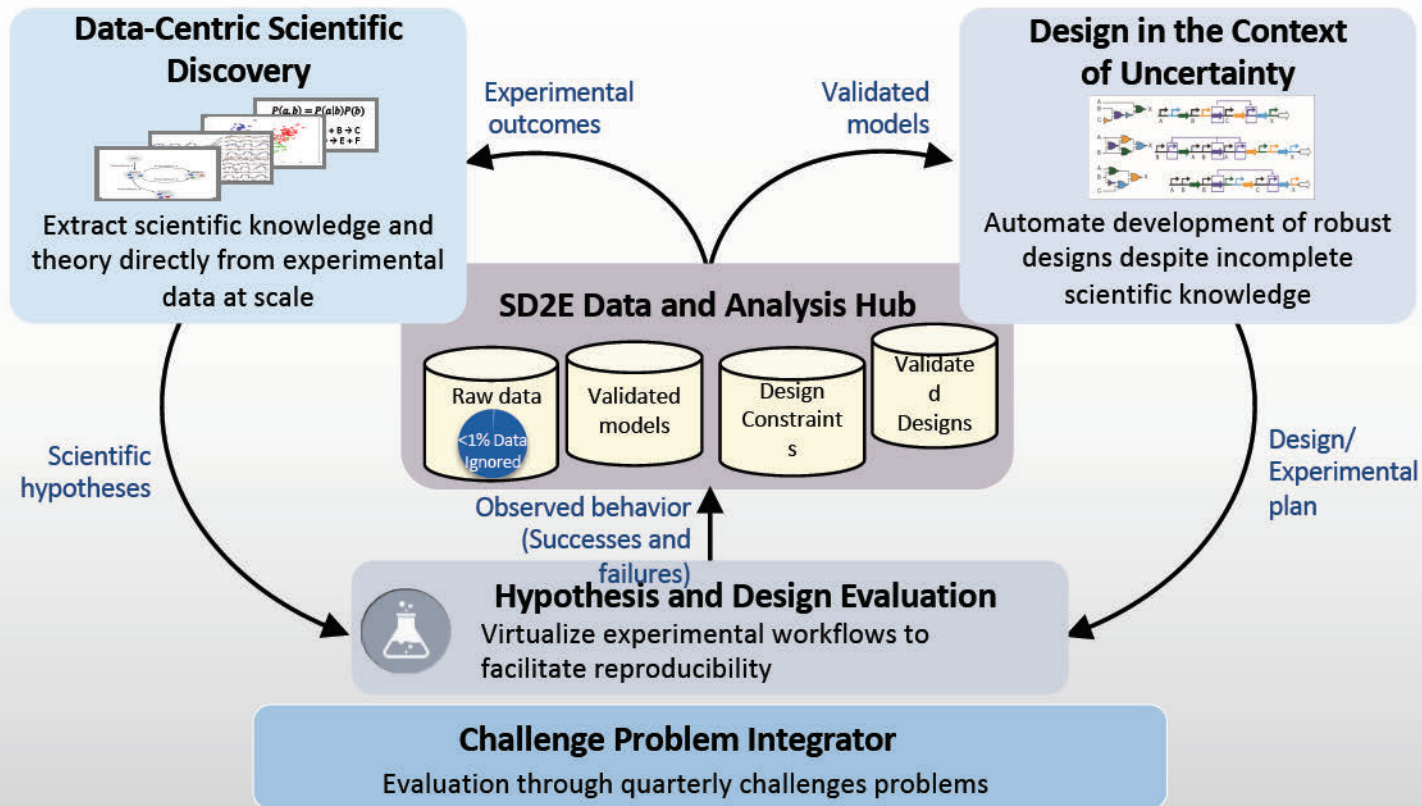 Data-Centric Scientific
Discovery
P(a,b) = P(a|b)P(b)
+ B → C
→ E + F
Extract scientific knowledge and
theory directly from experimental
data at scale
Experimental
outcomes
Validated
models
Design in the Context
of Uncertainty
Automate development of robust
designs despite incomplete
scientific knowledge
SD2E Data and Analysis Hub
Raw data
<1% Data
Ignored
Validated
models
Design
Constraint
s
Validate
d
Designs
Scientific
hypotheses
Design/
Experimental
plan
Observed behavior
(Successes and
failures)
Hypothesis and Design Evaluation
Virtualize experimental workflows to
facilitate reproducibility
Challenge Problem Integrator
Evaluation through quarterly challenges problems